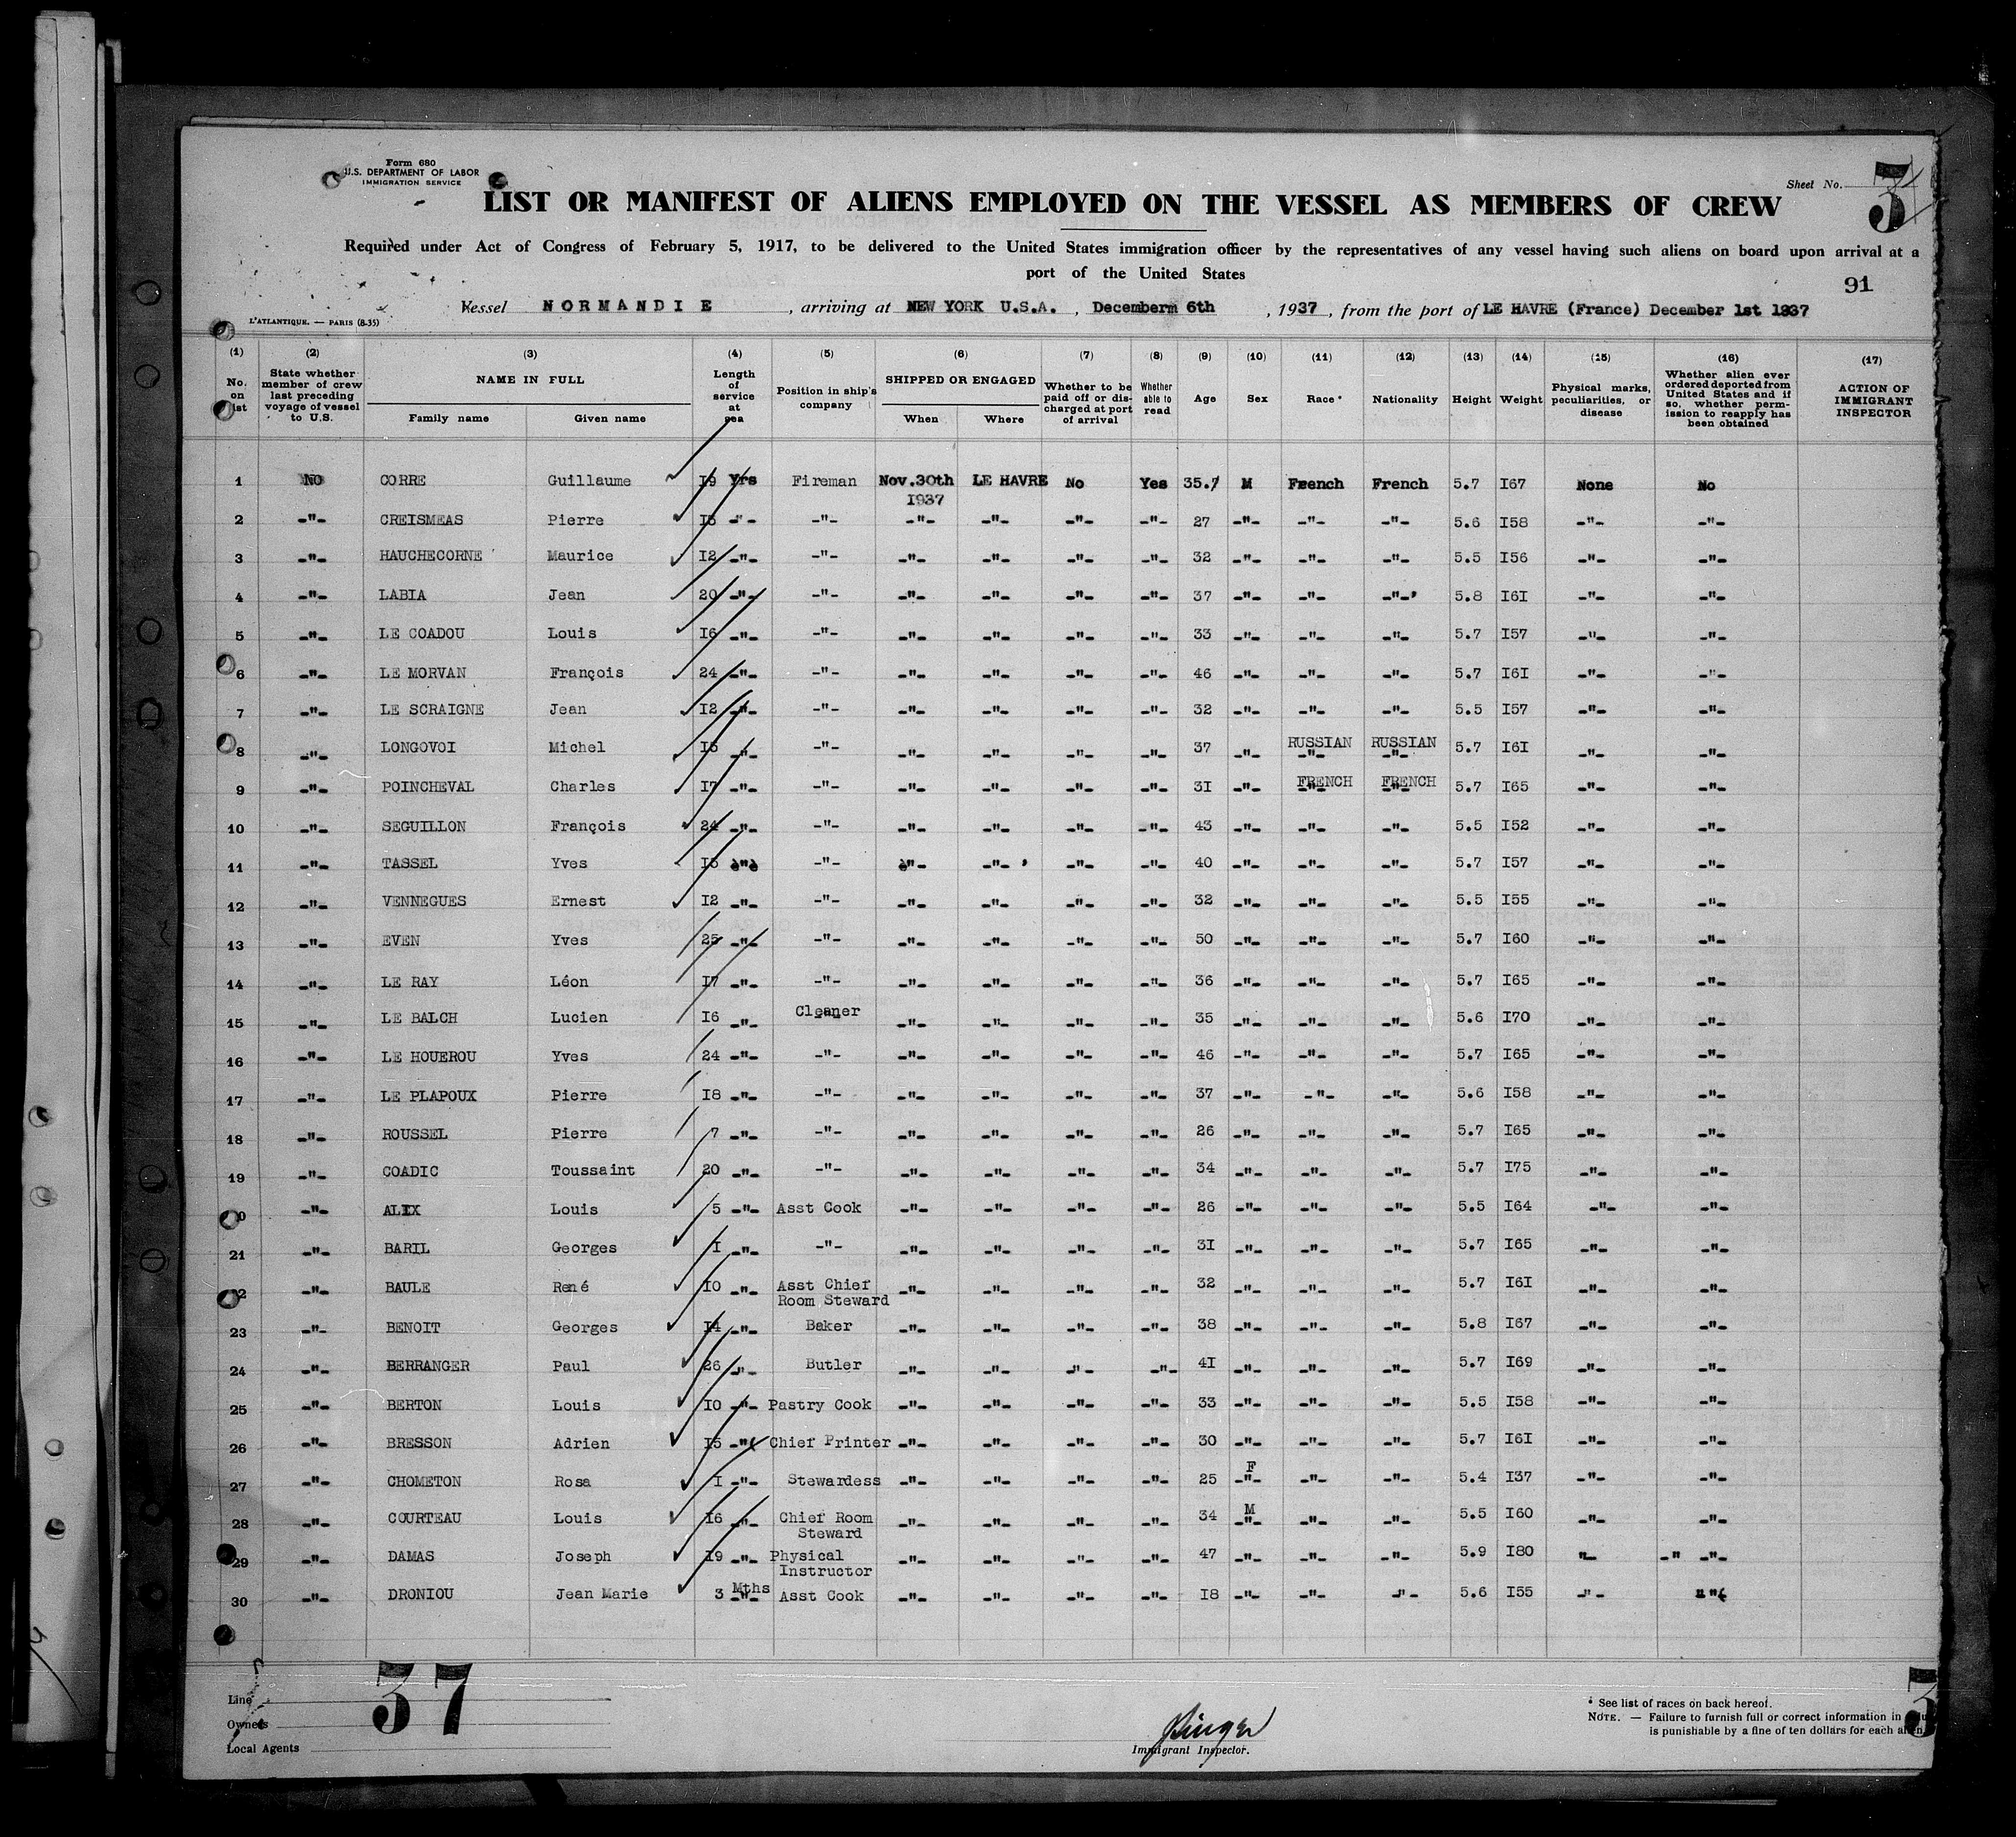 Form 680
U.S. DEPARTMENT OF LABOR
IMMIGRATION SERVICE
Sheet No.
LIST OR MANIFEST OF ALIENS EMPLOYED ON THE VESSEL AS MEMBERS OF CREW
Required under Act of Congress of February 5, 1917, to be delivered to the United States immigration officer by the representatives of any vessel having such aliens on board upon arrival at a
port of the United States
91
Vessel NORMANDIE , arriving at NEW YORK U.S.A. , Decemberm 6th , 1937 , from the port of LE HAVRE (France) December 1st 1937
L'ATLANTIQUE. — PARIS (8-35)
(1) (2) (3) (4) (5) (6) (7) (8) (9) (10) (11) (12) (13) (14) (15) (16) (17)
No. on list State whether member of crew last preceding voyage of vessel to U.S. NAME IN FULL Family name Given name Length of service at sea Position in ship's company SHIPPED OR ENGAGED When Where Whether to be paid off or discharged at port of arrival Whether able to read Age Sex Race * Nationality Height Weight Physical marks, peculiarities, or disease Whether alien ever ordered deported from United States and if so, whether permission to reapply has been obtained ACTION OF IMMIGRANT INSPECTOR
1 No CORRE Guillaume I9 Yrs Fireman Nov.30th I937 LE HAVRE No Yes 35. M French French 5.7 I67 None No
2 -"- CREISMEAS Pierre I5 -"- -"- -"- -"- -"- -"- 27 -"- -"- -"- 5.6 I58 -"- -"-
3 -"- HAUCHECORNE Maurice I2 -"- -"- -"- -"- -"- -"- 32 -"- -"- -"- 5.5 I56 -"- -"-
4 -"- LABIA Jean 20 -"- -"- -"- -"- -"- -"- 37 -"- -"- -"- 5.8 I6I -"- -"-
5 -"- LE COADOU Louis I6 -"- -"- -"- -"- -"- -"- 33 -"- -"- -"- 5.7 I57 -"- -"-
6 -"- LE MORVAN François 24 -"- -"- -"- -"- -"- -"- 46 -"- -"- -"- 5.7 I6I -"- -"-
7 -"- LE SCRAIGNE Jean I2 -"- -"- -"- -"- -"- -"- 32 -"- -"- -"- 5.5 I57 -"- -"-
8 -"- LONGOVOI Michel I5 -"- -"- -"- -"- -"- -"- 37 -"- RUSSIAN RUSSIAN 5.7 I6I -"- -"-
9 -"- POINCHEVAL Charles I7 -"- -"- -"- -"- -"- -"- 3I -"- FRENCH FRENCH 5.7 I65 -"- -"-
10 -"- SEGUILLON François 24 -"- -"- -"- -"- -"- -"- 43 -"- -"- -"- 5.5 I52 -"- -"-
11 -"- TASSEL Yves I5 -"- -"- -"- -"- -"- -"- 40 -"- -"- -"- 5.7 I57 -"- -"-
12 -"- VENNEGUES Ernest I2 -"- -"- -"- -"- -"- -"- 32 -"- -"- -"- 5.5 I55 -"- -"-
13 -"- EVEN Yves 25 -"- -"- -"- -"- -"- -"- 50 -"- -"- -"- 5.7 I60 -"- -"-
14 -"- LE RAY Léon I7 -"- -"- -"- -"- -"- -"- 36 -"- -"- -"- 5.7 I65 -"- -"-
15 -"- LE BALCH Lucien I6 -"- Cleaner -"- -"- -"- -"- 35 -"- -"- -"- 5.6 I70 -"- -"-
16 -"- LE HOUEROU Yves 24 -"- -"- -"- -"- -"- -"- 46 -"- -"- -"- 5.7 I65 -"- -"-
17 -"- LE PLAPOUX Pierre I8 -"- -"- -"- -"- -"- -"- 37 -"- -"- -"- 5.6 I58 -"- -"-
18 -"- ROUSSEL Pierre 7 -"- -"- -"- -"- -"- -"- 26 -"- -"- -"- 5.7 I65 -"- -"-
19 -"- COADIC Toussaint 20 -"- -"- -"- -"- -"- -"- 34 -"- -"- -"- 5.7 I75 -"- -"-
0 -"- ALIX Louis 5 -"- Asst Cook -"- -"- -"- -"- 26 -"- -"- -"- 5.5 I64 -"- -"-
21 -"- BARIL Georges I -"- -"- -"- -"- -"- -"- 3I -"- -"- -"- 5.7 I65 -"- -"-
2 -"- BAULE René I0 -"- Asst Chief Room Steward -"- -"- -"- -"- 32 -"- -"- -"- 5.7 I6I -"- -"-
23 -"- BENOIT Georges I4 -"- Baker -"- -"- -"- -"- 38 -"- -"- -"- 5.8 I67 -"- -"-
24 -"- BERRANGER Paul 26 -"- Butler -"- -"- -"- -"- 4I -"- -"- -"- 5.7 I69 -"- -"-
25 -"- BERTON Louis I0 -"- Pastry Cook -"- -"- -"- -"- 33 -"- -"- -"- 5.5 I58 -"- -"-
26 -"- BRESSON Adrien I5 -"- Chief Printer -"- -"- -"- -"- 30 -"- -"- -"- 5.7 I6I -"- -"-
27 -"- CHOMETON Rosa I -"- Stewardess -"- -"- -"- -"- 25 F -"- -"- 5.4 I37 -"- -"-
28 -"- COURTEAU Louis I6 -"- Chief Room Steward -"- -"- -"- -"- 34 M -"- -"- 5.5 I60 -"- -"-
29 -"- DAMAS Joseph I9 -"- Physical Instructor -"- -"- -"- -"- 47 -"- -"- -"- 5.9 I80 "- -" -"-
30 -"- DRONIOU Jean Marie 3 Mths Asst Cook -"- -"- -"- -"- I8 -"- -"- -"- 5.6 I55 -"- "-"
37
Line
Owners
Local Agents
Singer
Immigrant Inspector.
* See list of races on back hereof.
NOTE. — Failure to furnish full or correct information in
is punishable by a fine of ten dollars for each alien.
3